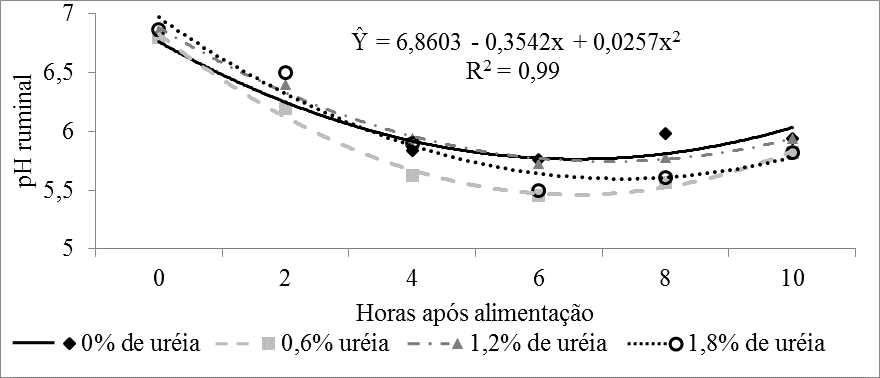 Ŷ = 6,8603 - 0,3542x + 0,0257x²
R² = 0,99
pH ruminal
7
6,5
6
5,5
5
0 2 4 6 8 10
Horas após alimentação
0% de uréia 0,6% uréia 1,2% de uréia 1,8% de uréia